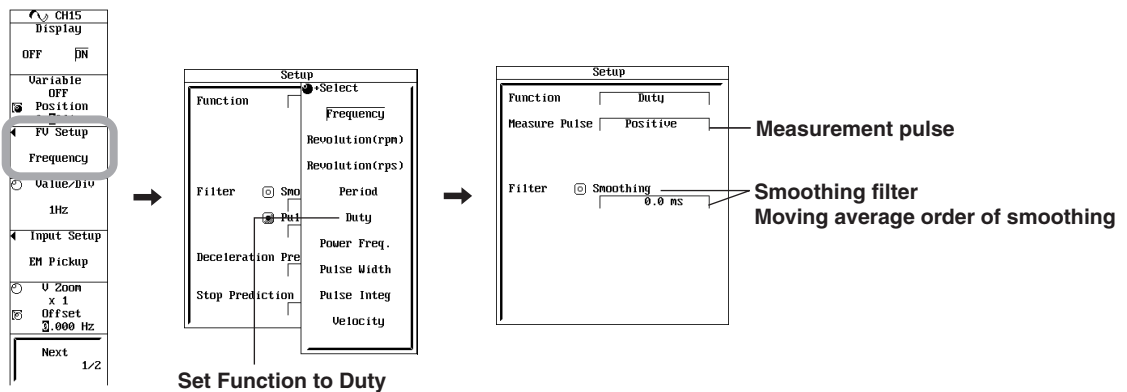 CH15
Display
OFF ON
Variable
OFF
Position
FV Setup
Frequency
Value/Div
1Hz
Input Setup
EM Pickup
V Zoom
x 1
Offset
0.000 Hz
Next
1/2
Setup
Function
Select
Frequency
Revolution(rpm)
Revolution(rps)
Period
Duty
Power Freq.
Pulse Width
Pulse Integ
Velocity
Filter
Smo
Pul
Deceleration Pre
Stop Prediction
Set Function to Duty
Setup
Function Duty
Measure Pulse Positive
Filter Smoothing
0.0 ms
Measurement pulse
Smoothing filter
Moving average order of smoothing